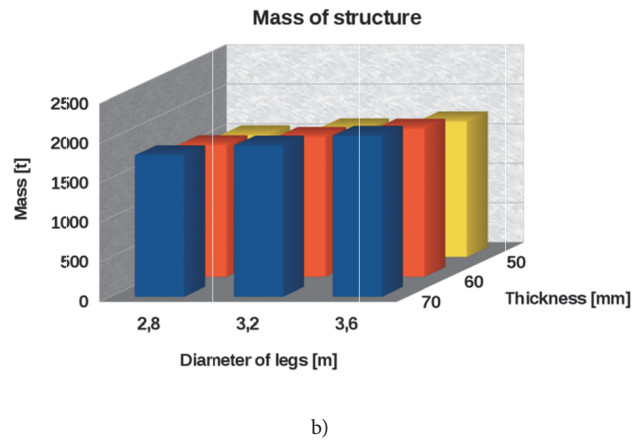 Mass of structure
2500
2000
1500
1000
500
0
Mass [t]
50
60
70
Thickness [mm]
2,8 3,2 3,6
Diameter of legs [m]
b)